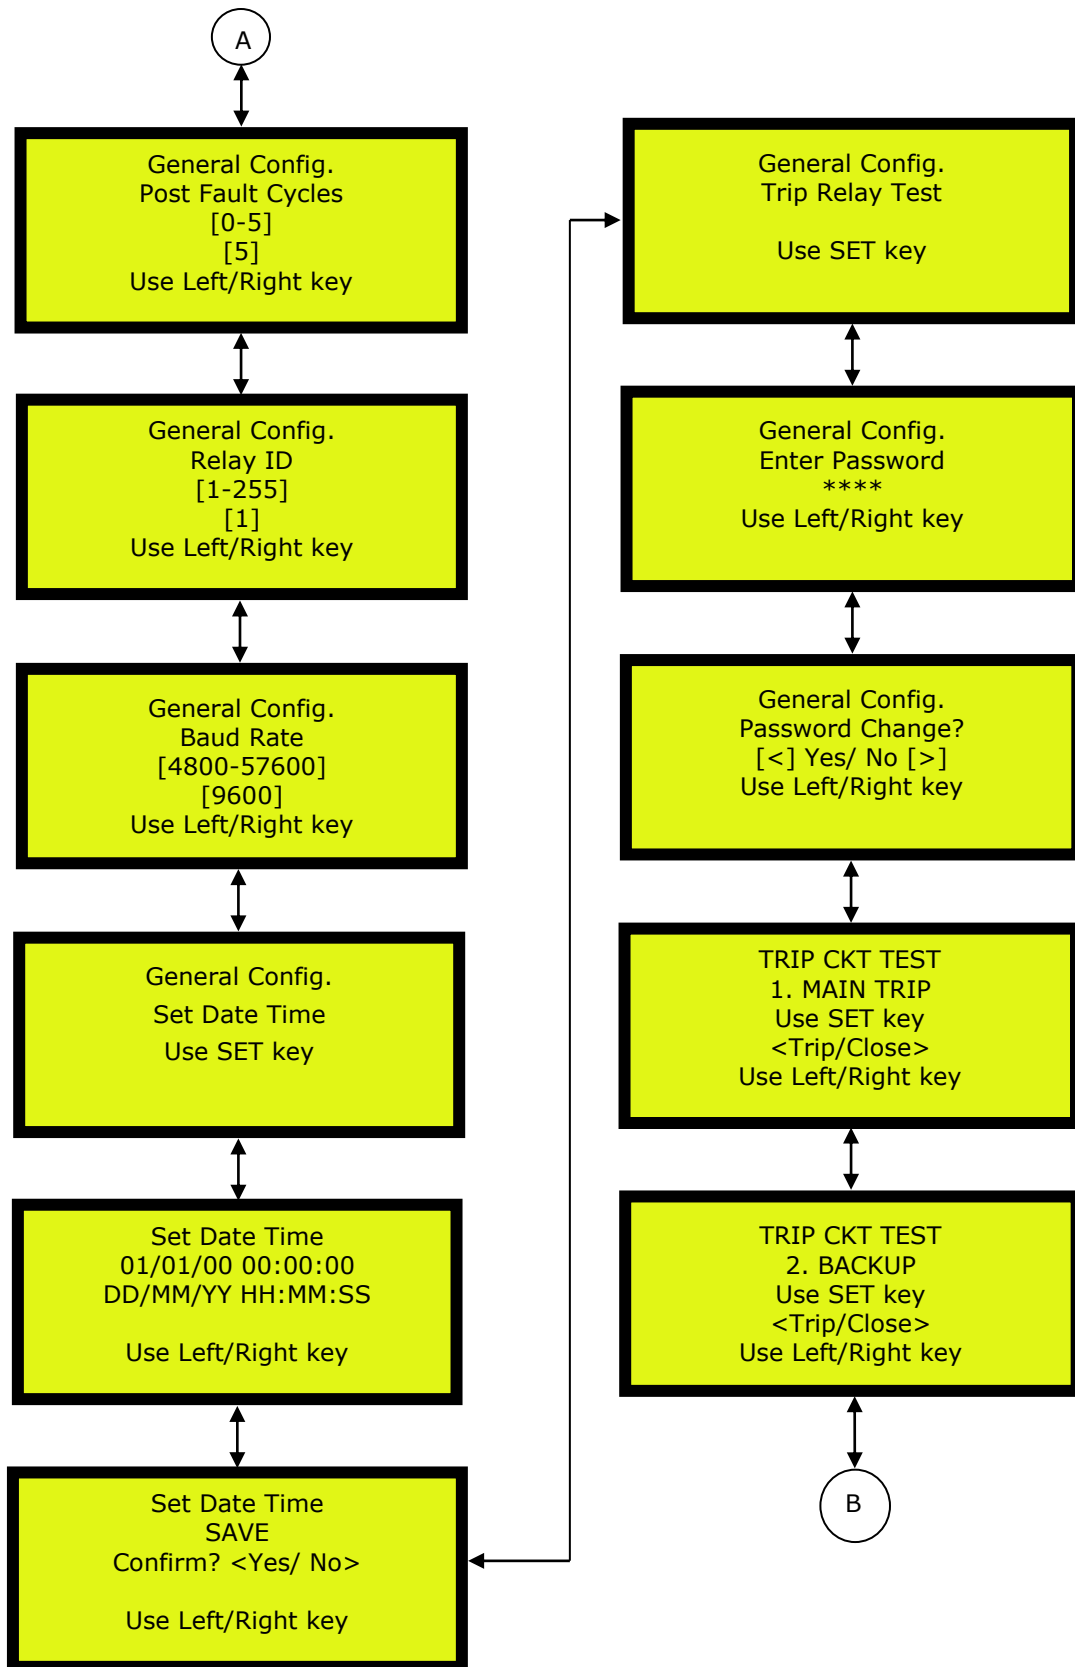 A
General Config.
Post Fault Cycles
[0-5]
[5]
Use Left/Right key
General Config.
Relay ID
[1-255]
[1]
Use Left/Right key
General Config.
Baud Rate
[4800-57600]
[9600]
Use Left/Right key
General Config.
Set Date Time
Use SET key
Set Date Time
01/01/00 00:00:00
DD/MM/YY HH:MM:SS
Use Left/Right key
Set Date Time
SAVE
Confirm? <Yes/ No>
Use Left/Right key
General Config.
Trip Relay Test
Use SET key
General Config.
Enter Password
****
Use Left/Right key
General Config.
Password Change?
[<] Yes/ No [>]
Use Left/Right key
TRIP CKT TEST
1. MAIN TRIP
Use SET key
<Trip/Close>
Use Left/Right key
TRIP CKT TEST
2. BACKUP
Use SET key
<Trip/Close>
Use Left/Right key
B